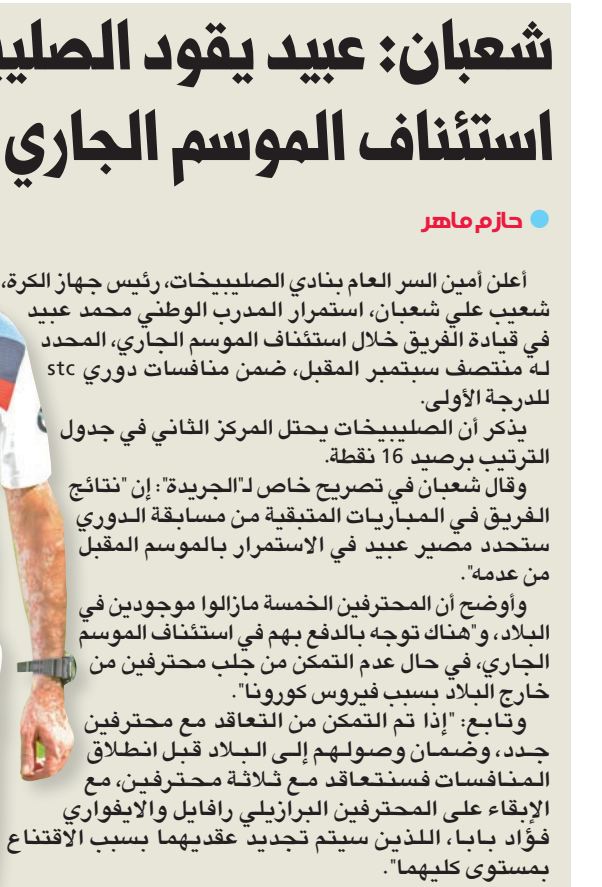 شعبان: عبيد يقود
استئناف الموسم الجاري
حازم ماهر
أعلن أمين السر العام بنادي الصليبيخات، رئيس جهاز الكرة،
شعيب علي شعبان، استمرار المدرب الوطني محمد عبيد
في قيادة الفريق خلال استئناف الموسم الجاري، المحدد
له منتصف سبتمبر المقبل، ضمن منافسات دوري stc
للدرجة الأولى.
يذكر أن الصليبيخات يحتل المركز الثاني في جدول
الترتيب برصيد 16 نقطة.
وقال شعبان في تصريح خاص لـ"الجريدة": إن "نتائج
الفريق في المباريات المتبقية من مسابقة الدوري
ستحدد مصير عبيد في الاستمرار بالموسم المقبل
من عدمه".
وأوضح أن المحترفين الخمسة مازالوا موجودين في
البلاد، و"هناك توجه بالدفع بهم في استئناف الموسم
الجاري، في حال عدم التمكن من جلب محترفين من
خارج البلاد بسبب فيروس كورونا".
وتابع: "إذا تم التمكن من التعاقد مع محترفين
جدد، وضمان وصولهم إلى البلاد قبل انطلاق
المنافسات فسنتعاقد مع ثلاثة محترفين، مع
الإبقاء على المحترفين البرازيلي رافايل والايفواري
فؤاد بابا، اللذين سيتم تجديد عقديهما بسبب الاقتناع
بمستوى كليهما".